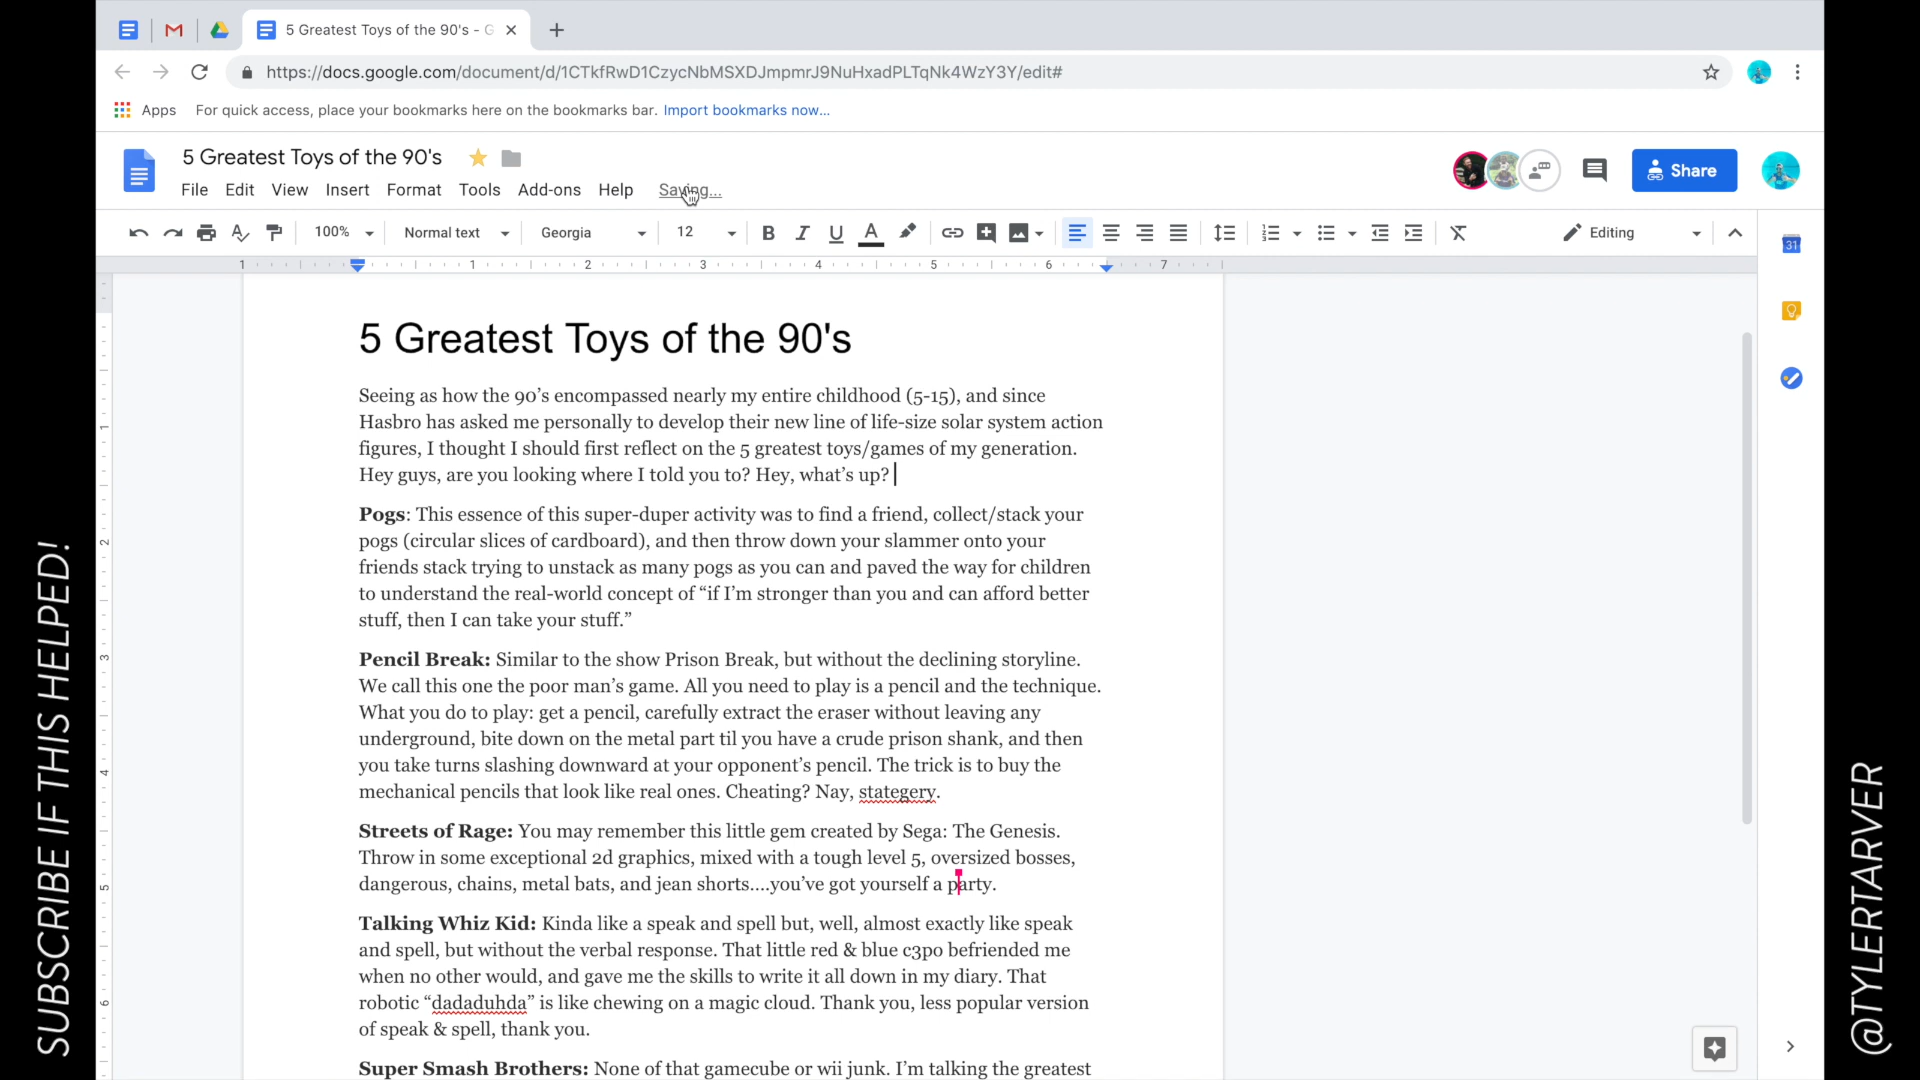 5 Greatest Toys of the 90's - G
https://docs.google.com/document/d/1CTkfRwD1CzycNbMSXDJmpmrJ9NuHxadPLTqNk4WzY3Y/edit#
Apps For quick access, place your bookmarks here on the bookmarks bar. Import bookmarks now...
5 Greatest Toys of the 90's
File Edit View Insert Format Tools Add-ons Help Saving...
Share
100% Normal text Georgia 12 B I U A Editing
1 1 2 3 4 5 6 7
31
5 Greatest Toys of the 90's
Seeing as how the 90’s encompassed nearly my entire childhood (5-15), and since
Hasbro has asked me personally to develop their new line of life-size solar system action
figures, I thought I should first reflect on the 5 greatest toys/games of my generation.
Hey guys, are you looking where I told you to? Hey, what’s up?
Pogs: This essence of this super-duper activity was to find a friend, collect/stack your
pogs (circular slices of cardboard), and then throw down your slammer onto your
friends stack trying to unstack as many pogs as you can and paved the way for children
to understand the real-world concept of “if I’m stronger than you and can afford better
stuff, then I can take your stuff.”
Pencil Break: Similar to the show Prison Break, but without the declining storyline.
We call this one the poor man’s game. All you need to play is a pencil and the technique.
What you do to play: get a pencil, carefully extract the eraser without leaving any
underground, bite down on the metal part til you have a crude prison shank, and then
you take turns slashing downward at your opponent’s pencil. The trick is to buy the
mechanical pencils that look like real ones. Cheating? Nay, stategery.
Streets of Rage: You may remember this little gem created by Sega: The Genesis.
Throw in some exceptional 2d graphics, mixed with a tough level 5, oversized bosses,
dangerous, chains, metal bats, and jean shorts....you’ve got yourself a party.
Talking Whiz Kid: Kinda like a speak and spell but, well, almost exactly like speak
and spell, but without the verbal response. That little red & blue c3po befriended me
when no other would, and gave me the skills to write it all down in my diary. That
robotic “dadaduhda” is like chewing on a magic cloud. Thank you, less popular version
of speak & spell, thank you.
Super Smash Brothers: None of that gamecube or wii junk. I’m talking the greatest
1
2
3
4
5
6
SUBSCRIBE IF THIS HELPED!
@TYLERTARVER